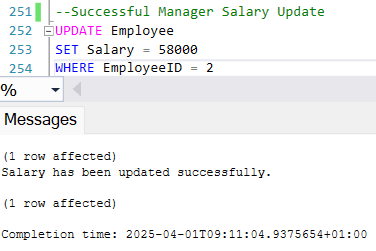 251 --Successful Manager Salary Update
252 UPDATE Employee
253 SET Salary = 58000
254 WHERE EmployeeID = 2
%
Messages
(1 row affected)
Salary has been updated successfully.
(1 row affected)
Completion time: 2025-04-01T09:11:04.9375654+01:00